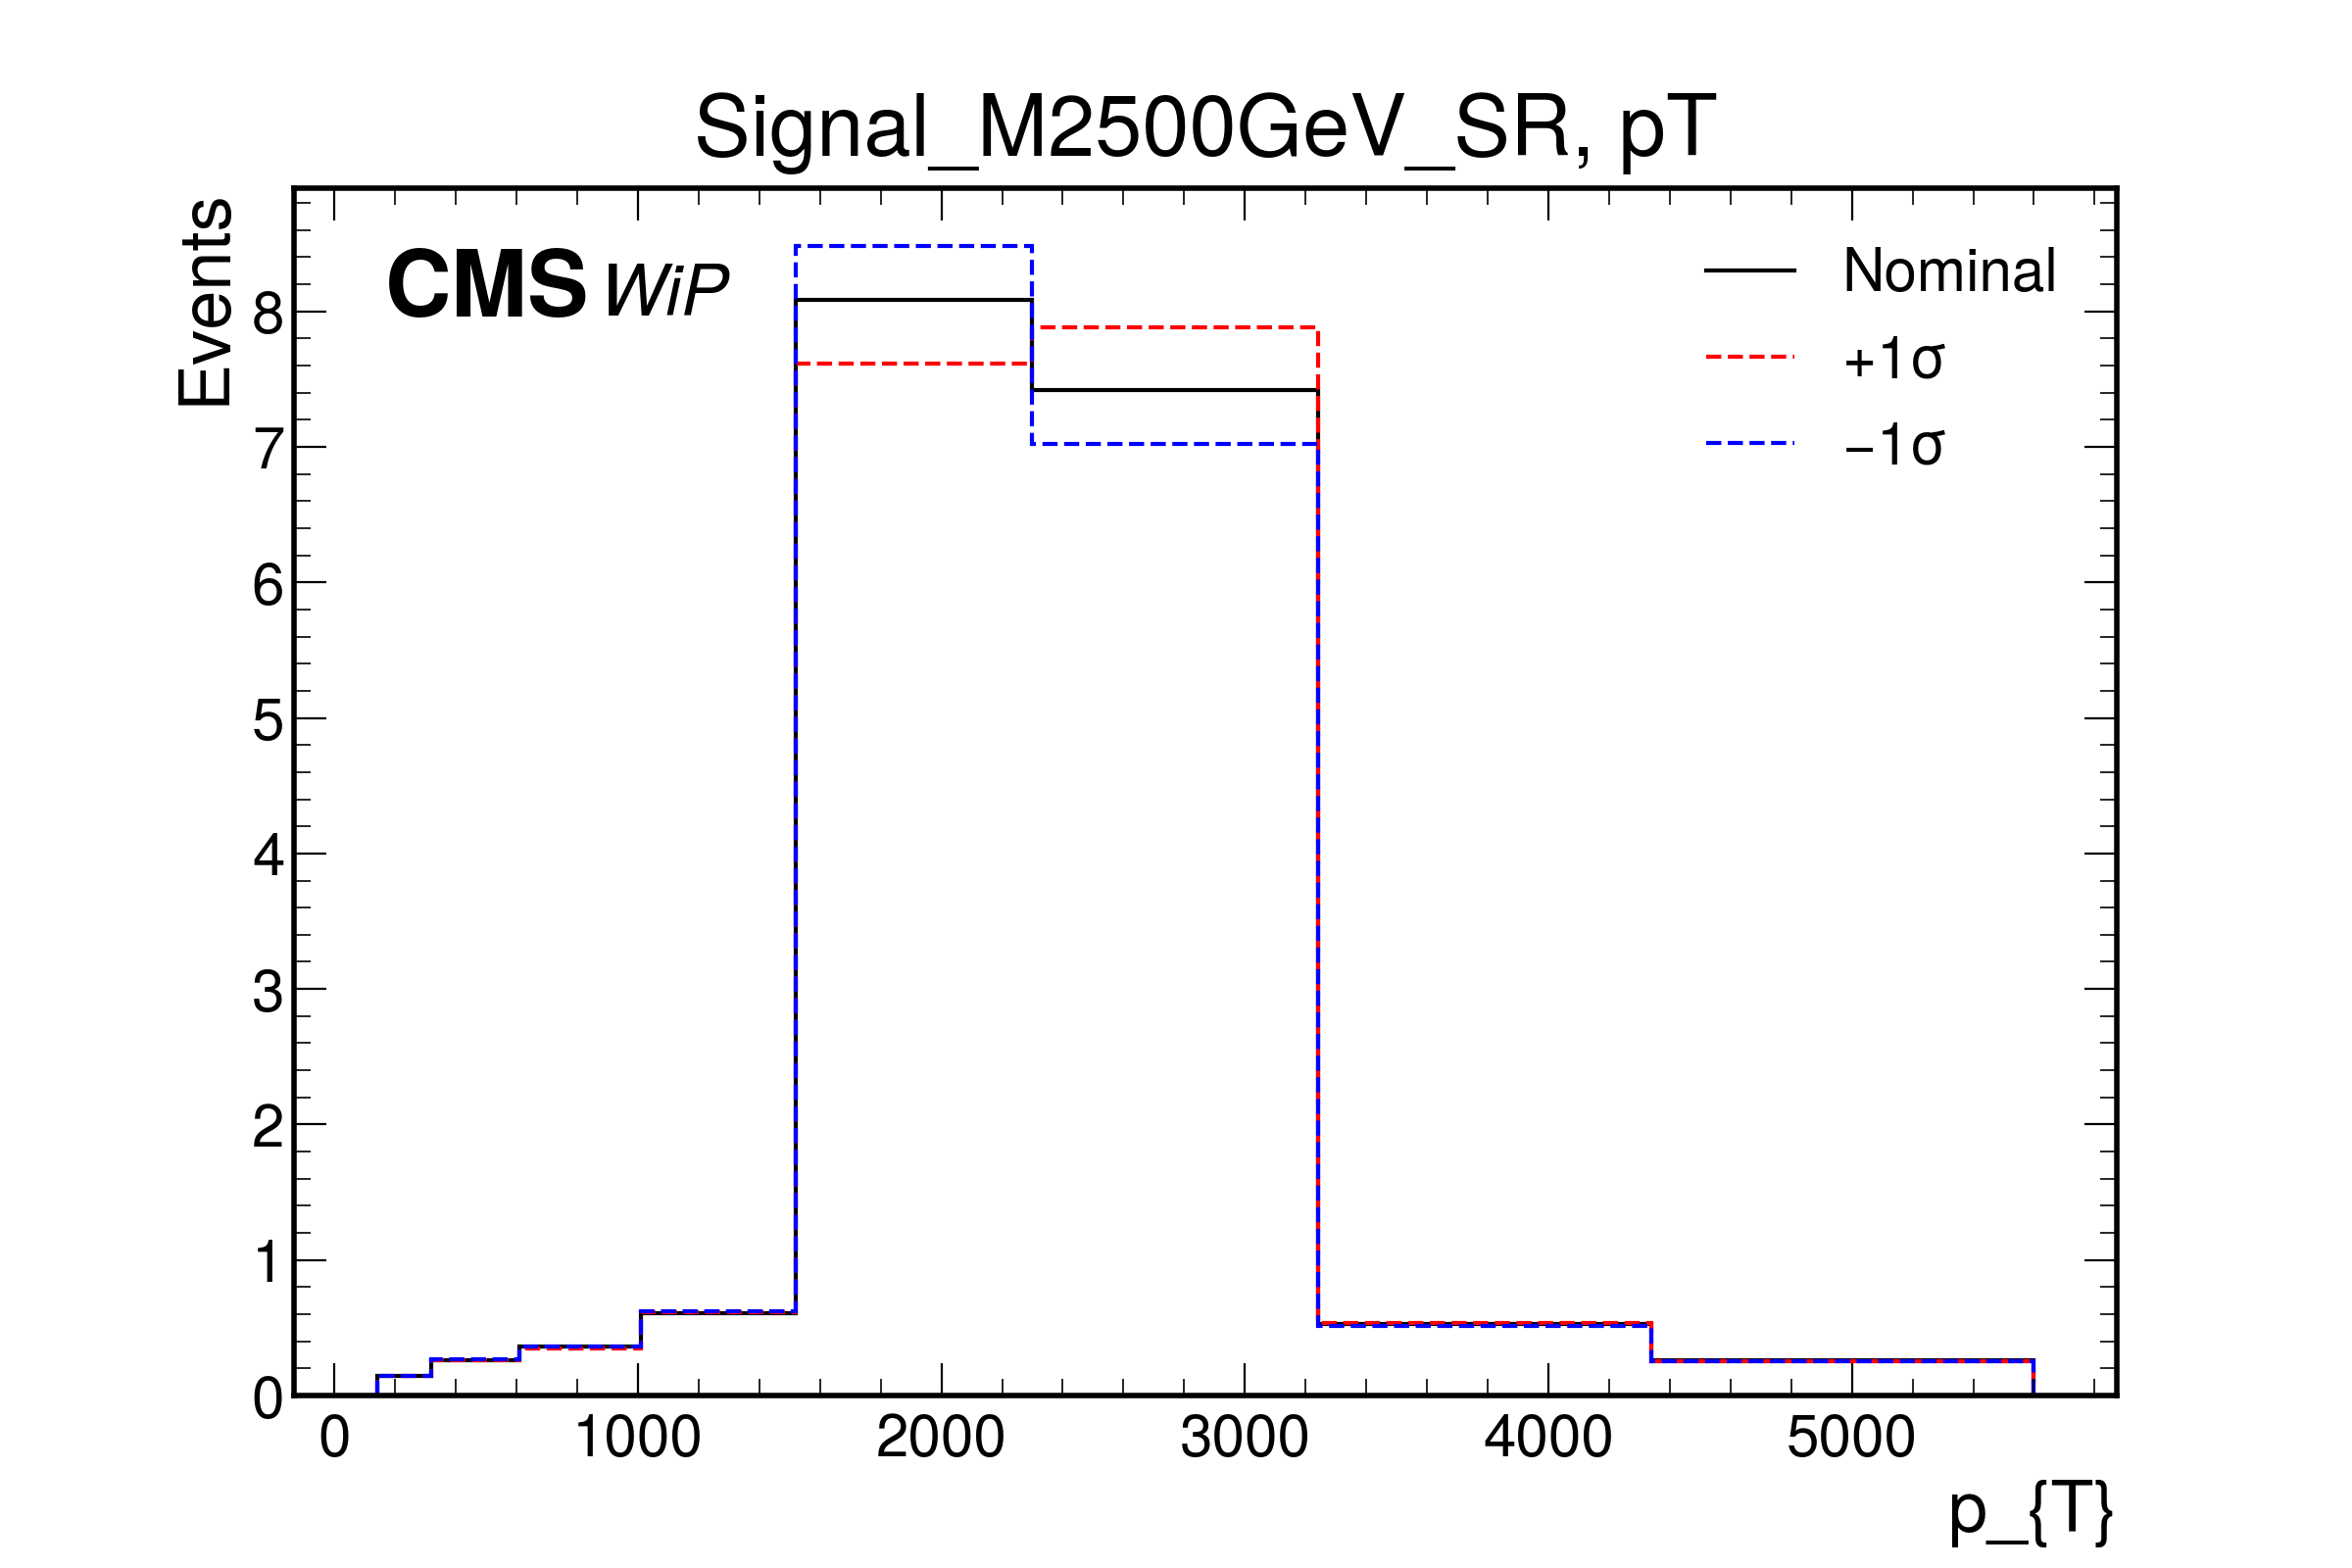 Signal_M2500GeV_SR, pT
Events
CMS WiP
Nominal
+1σ
−1σ
8
7
6
5
4
3
2
1
0
0 1000 2000 3000 4000 5000
p_{T}